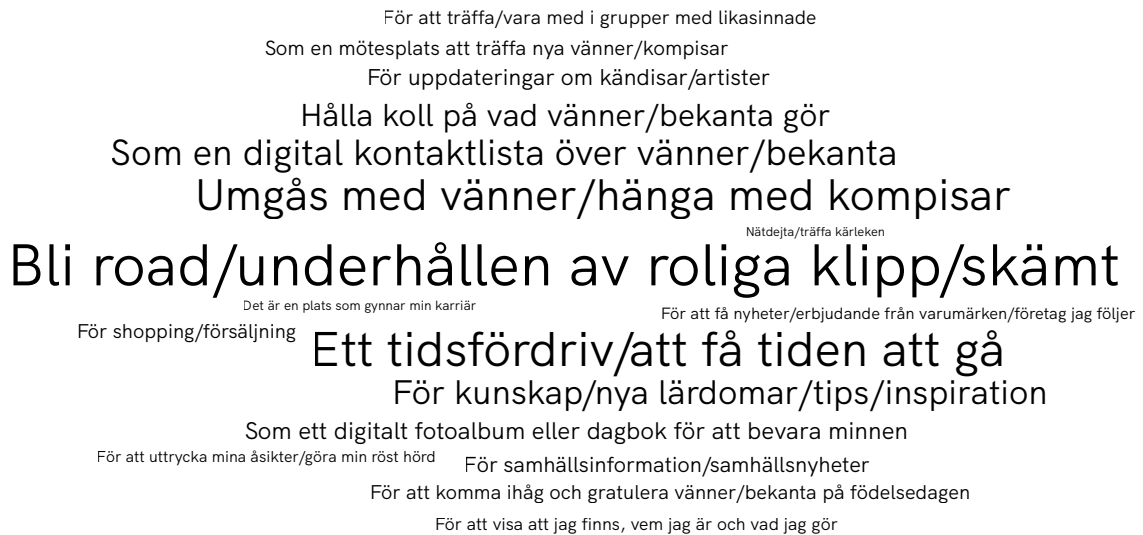 För att träffa/vara med i grupper med likasinnade
Som en mötesplats att träffa nya vänner/kompisar
För uppdateringar om kändisar/artister
Hålla koll på vad vänner/bekanta gör
Som en digital kontaktlista över vänner/bekanta
Umgås med vänner/hänga med kompisar
Nätdejta/träffa kärleken
Bli road/underhållen av roliga klipp/skämt
Det är en plats som gynnar min karriär
För att få nyheter/erbjudande från varumärken/företag jag följer
För shopping/försäljning
Ett tidsfördriv/att få tiden att gå
För kunskap/nya lärdomar/tips/inspiration
Som ett digitalt fotoalbum eller dagbok för att bevara minnen
För att uttrycka mina åsikter/göra min röst hörd
För samhällsinformation/samhällsnyheter
För att komma ihåg och gratulera vänner/bekanta på födelsedagen
För att visa att jag finns, vem jag är och vad jag gör